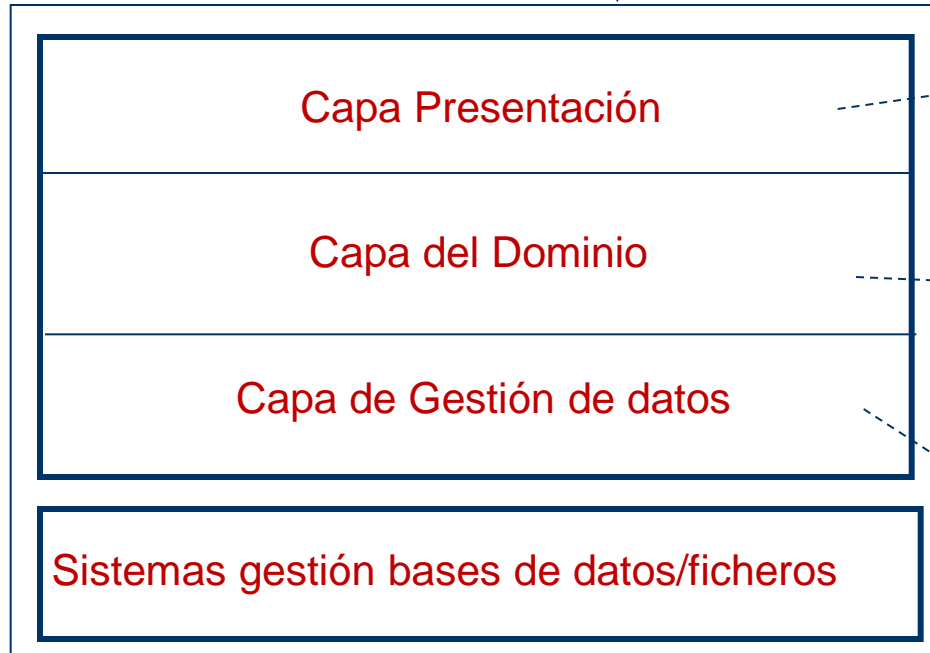 Capa Presentación
Capa del Dominio
Capa de Gestión de datos
Sistemas gestión bases de datos/ficheros